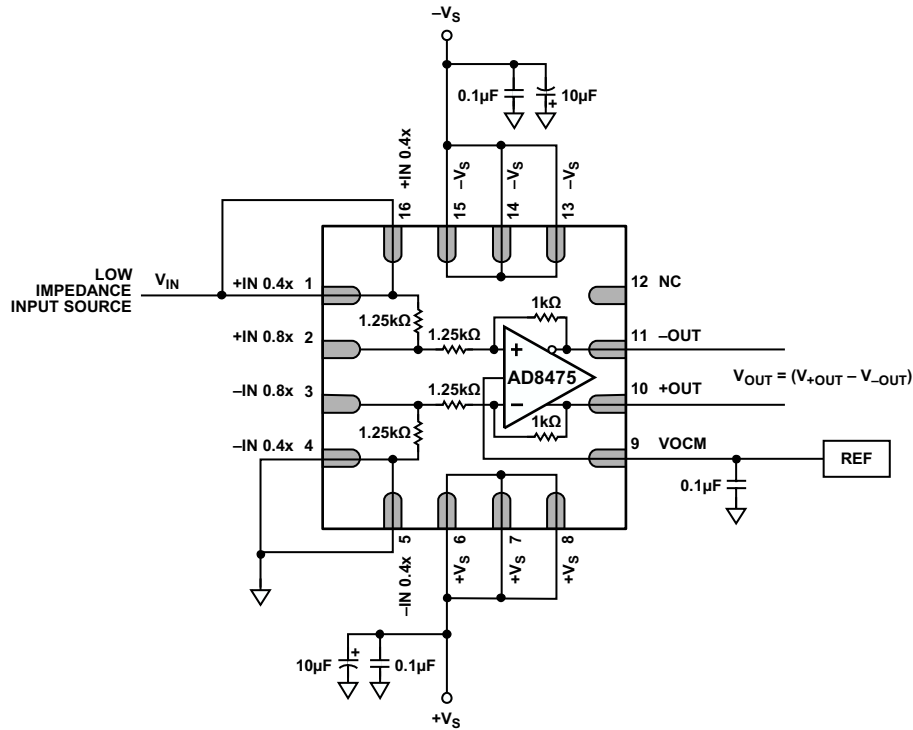 –VS
0.1µF
10µF
+IN 0.4x
–VS
–VS
–VS
16
15
14
13
LOW
IMPEDANCE
INPUT SOURCE
VIN
+IN 0.4x 1
12 NC
1.25kΩ
1kΩ
+IN 0.8x 2
1.25kΩ
11 –OUT
+
AD8475
VOUT = (V+OUT – V–OUT)
–IN 0.8x 3
1.25kΩ
–
10 +OUT
1.25kΩ
1kΩ
–IN 0.4x 4
9 VOCM
REF
0.1µF
5
6
7
8
–IN 0.4x
+VS
+VS
+VS
10µF
+
0.1µF
+VS